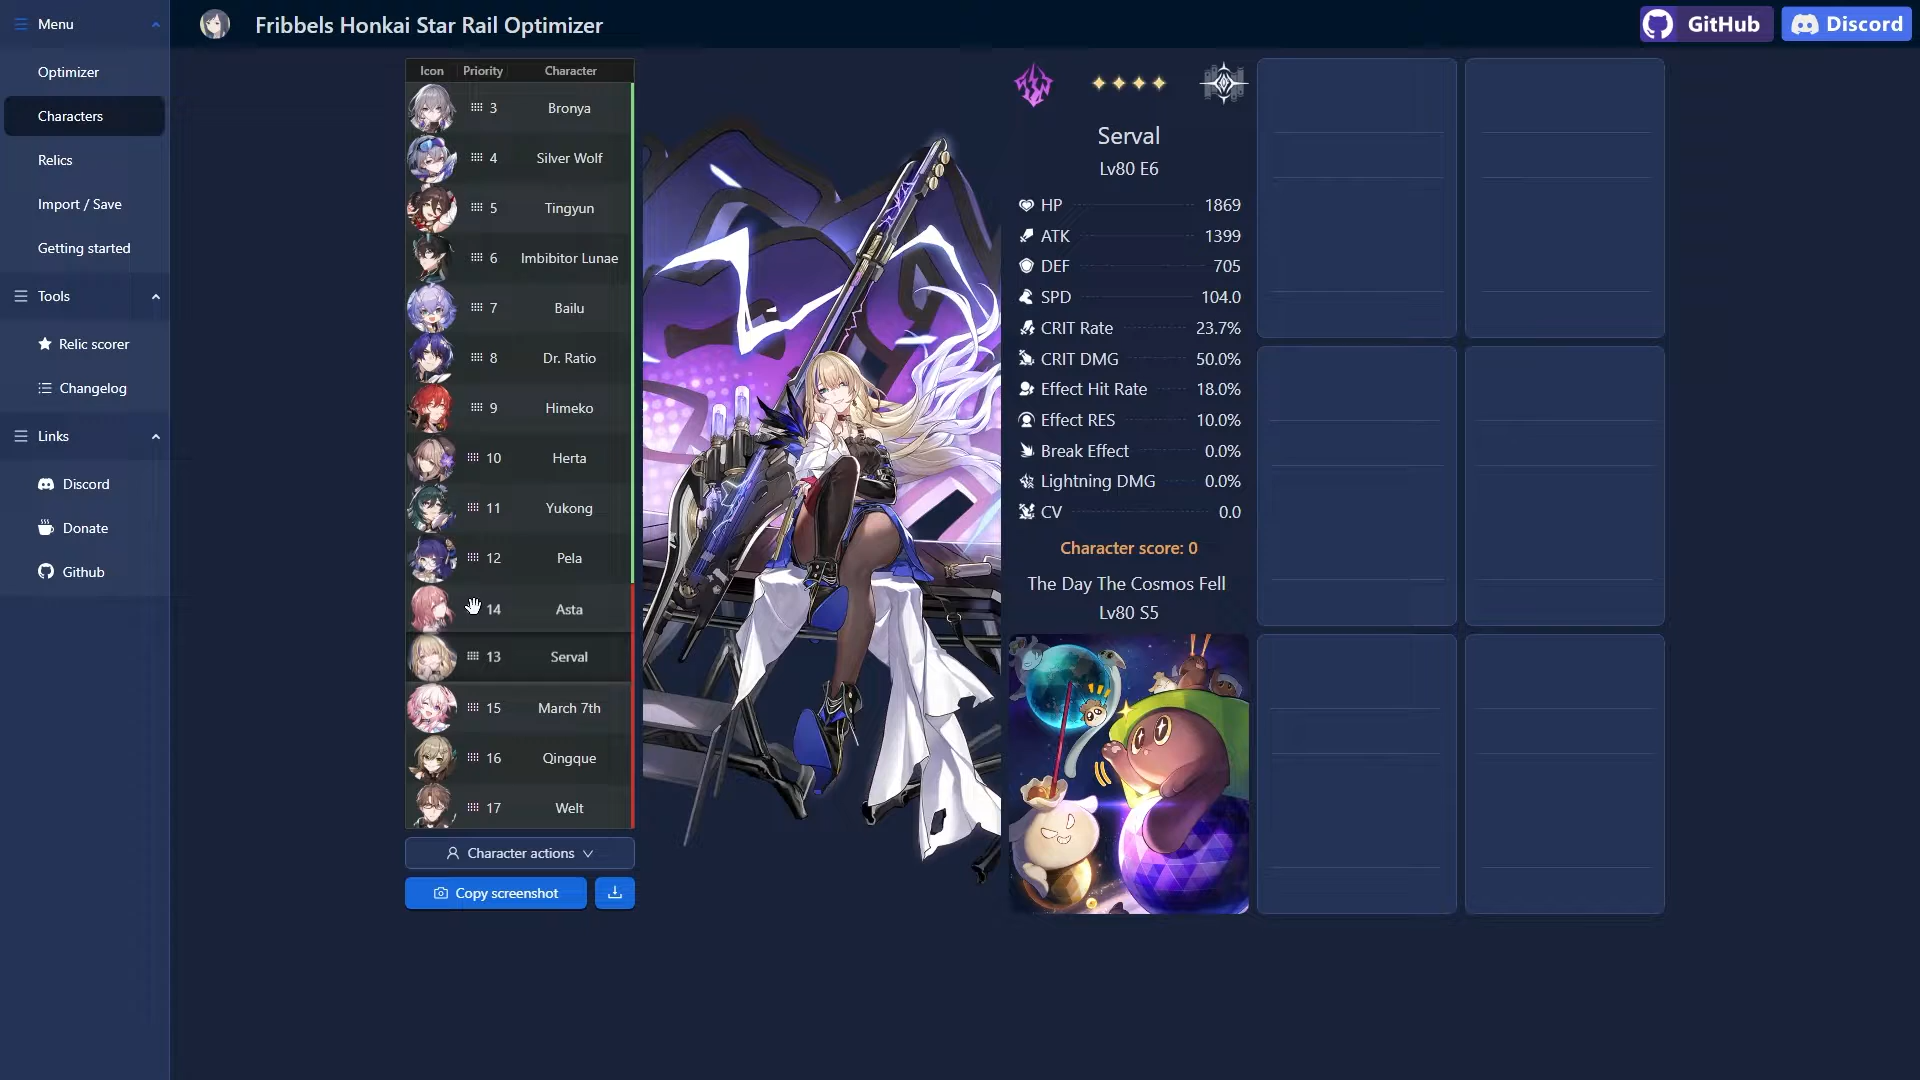 Menu
Optimizer
Characters
Relics
Import / Save
Getting started
Tools
Relic scorer
Changelog
Links
Discord
Donate
Github
Fribbels Honkai Star Rail Optimizer
GitHub
Discord
Icon Priority Character
3 Bronya
4 Silver Wolf
5 Tingyun
6 Imbibitor Lunae
7 Bailu
8 Dr. Ratio
9 Himeko
10 Herta
11 Yukong
12 Pela
14 Asta
13 Serval
15 March 7th
16 Qingque
17 Welt
Character actions
Copy screenshot
Serval
Lv80 E6
HP 1869
ATK 1399
DEF 705
SPD 104.0
CRIT Rate 23.7%
CRIT DMG 50.0%
Effect Hit Rate 18.0%
Effect RES 10.0%
Break Effect 0.0%
Lightning DMG 0.0%
CV 0.0
Character score: 0
The Day The Cosmos Fell
Lv80 S5